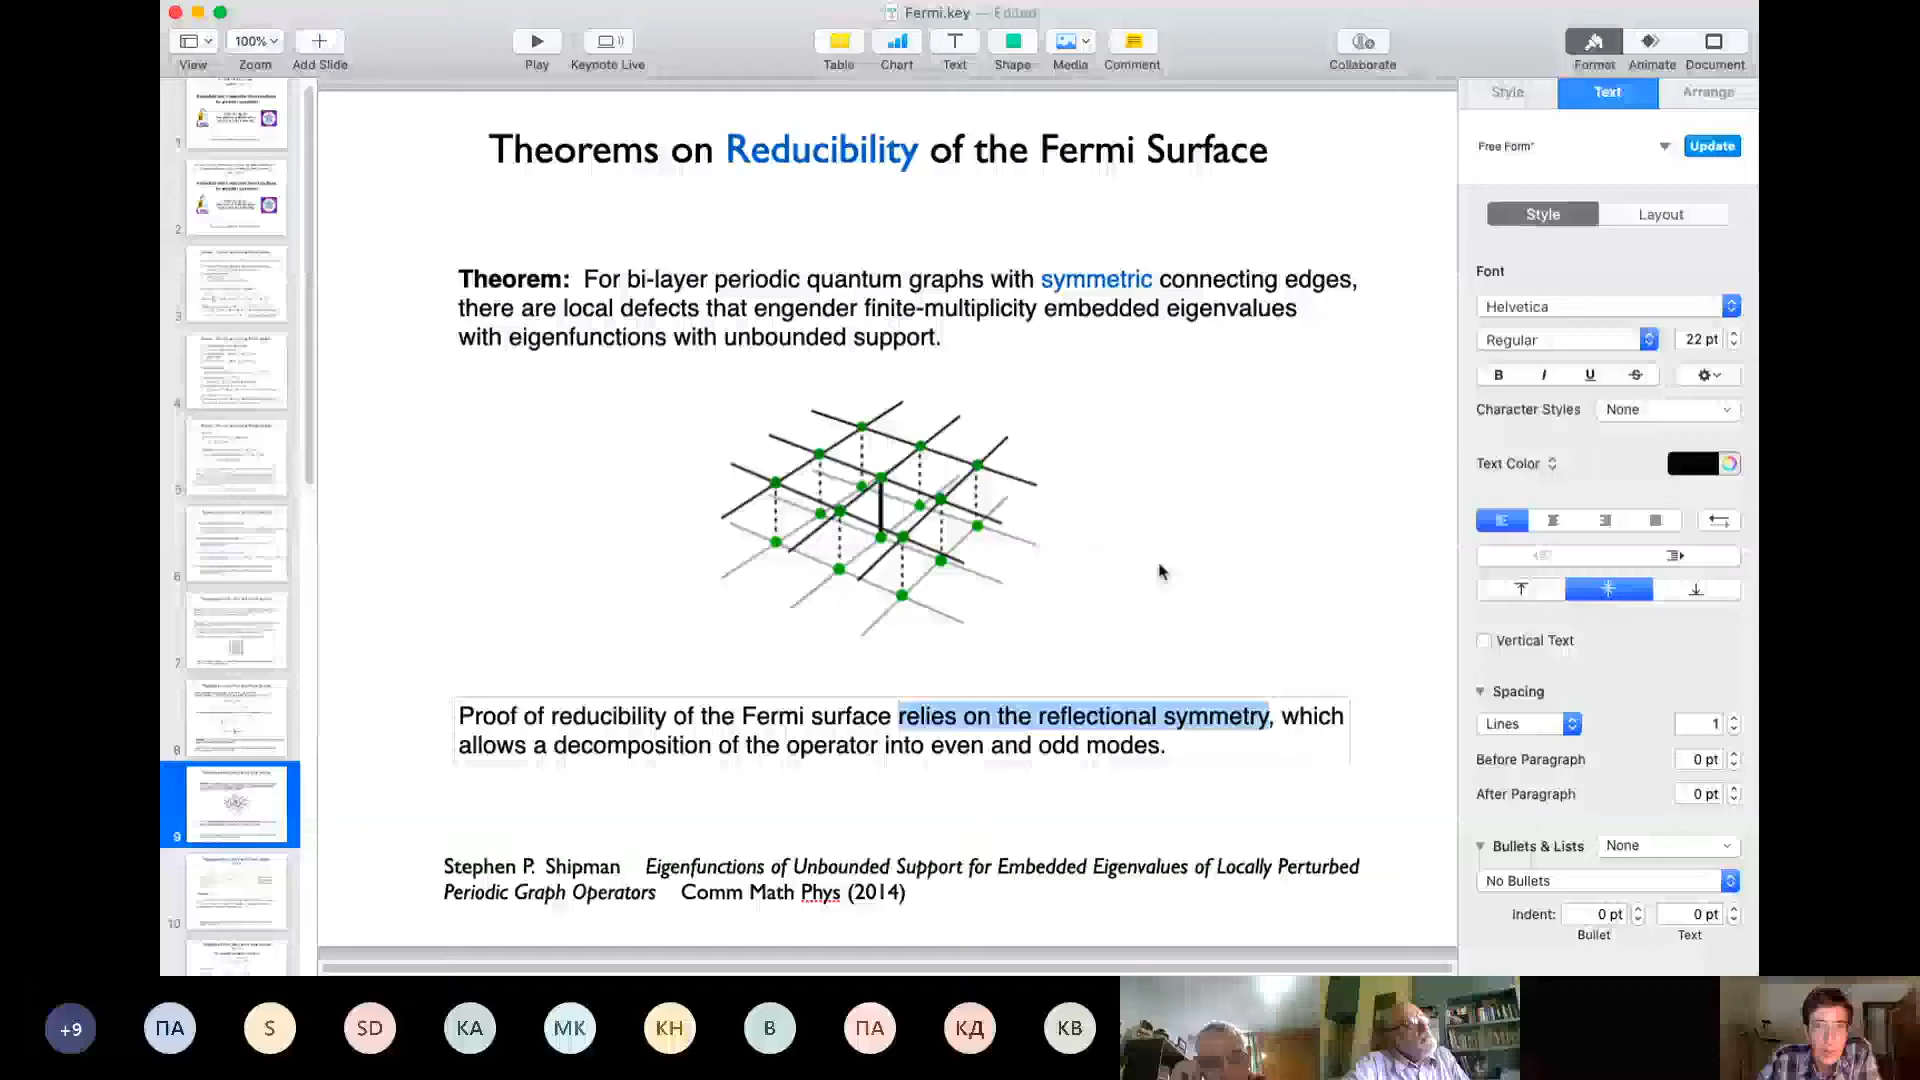 Fermi.key — Edited
View
100%
Zoom
Add Slide
Play
Keynote Live
Table
Chart
Text
Shape
Media
Comment
Collaborate
Format
Animate
Document
1
2
3
4
5
6
7
8
9
10
Theorems on Reducibility of the Fermi Surface
Theorem: For bi-layer periodic quantum graphs with symmetric connecting edges,
there are local defects that engender finite-multiplicity embedded eigenvalues
with eigenfunctions with unbounded support.
Proof of reducibility of the Fermi surface relies on the reflectional symmetry, which
allows a decomposition of the operator into even and odd modes.
Stephen P. Shipman Eigenfunctions of Unbounded Support for Embedded Eigenvalues of Locally Perturbed
Periodic Graph Operators Comm Math Phys (2014)
Style
Text
Arrange
Free Form*
Update
Style
Layout
Font
Helvetica
Regular
22 pt
B I U S
Character Styles
None
Text Color
Vertical Text
Spacing
Lines
1
Before Paragraph
0 pt
After Paragraph
0 pt
Bullets & Lists
None
No Bullets
Indent:
0 pt
0 pt
Bullet
Text
+9
ПА
S
SD
КА
МК
КН
В
ПА
КД
КВ